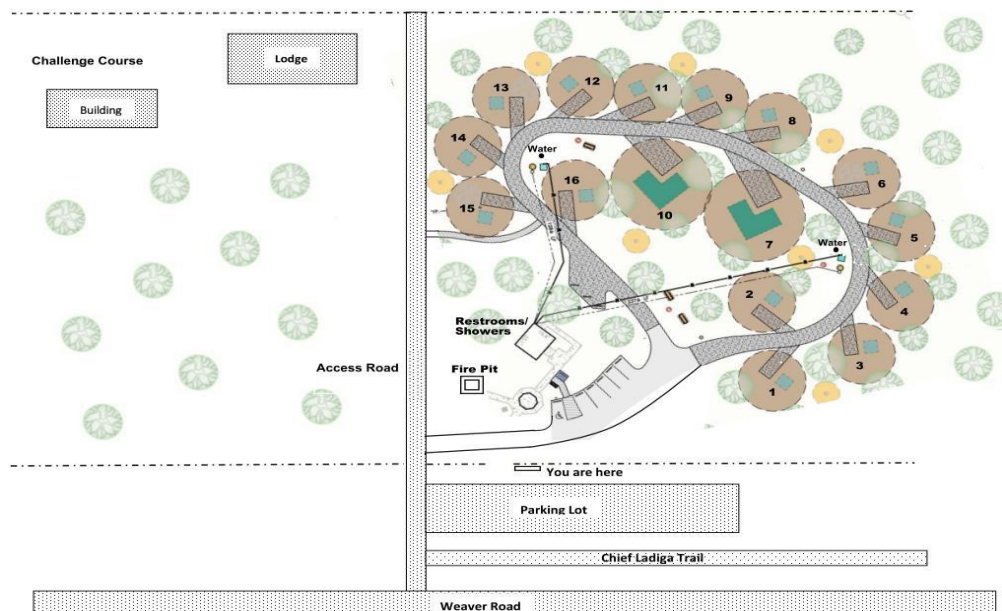 Challenge Course
Lodge
Building
13
12
11
9
8
14
Water
6
16
15
10
5
7
Water
2
4
Restrooms/
Showers
3
Access Road
Fire Pit
1
You are here
Parking Lot
Chief Ladiga Trail
Weaver Road